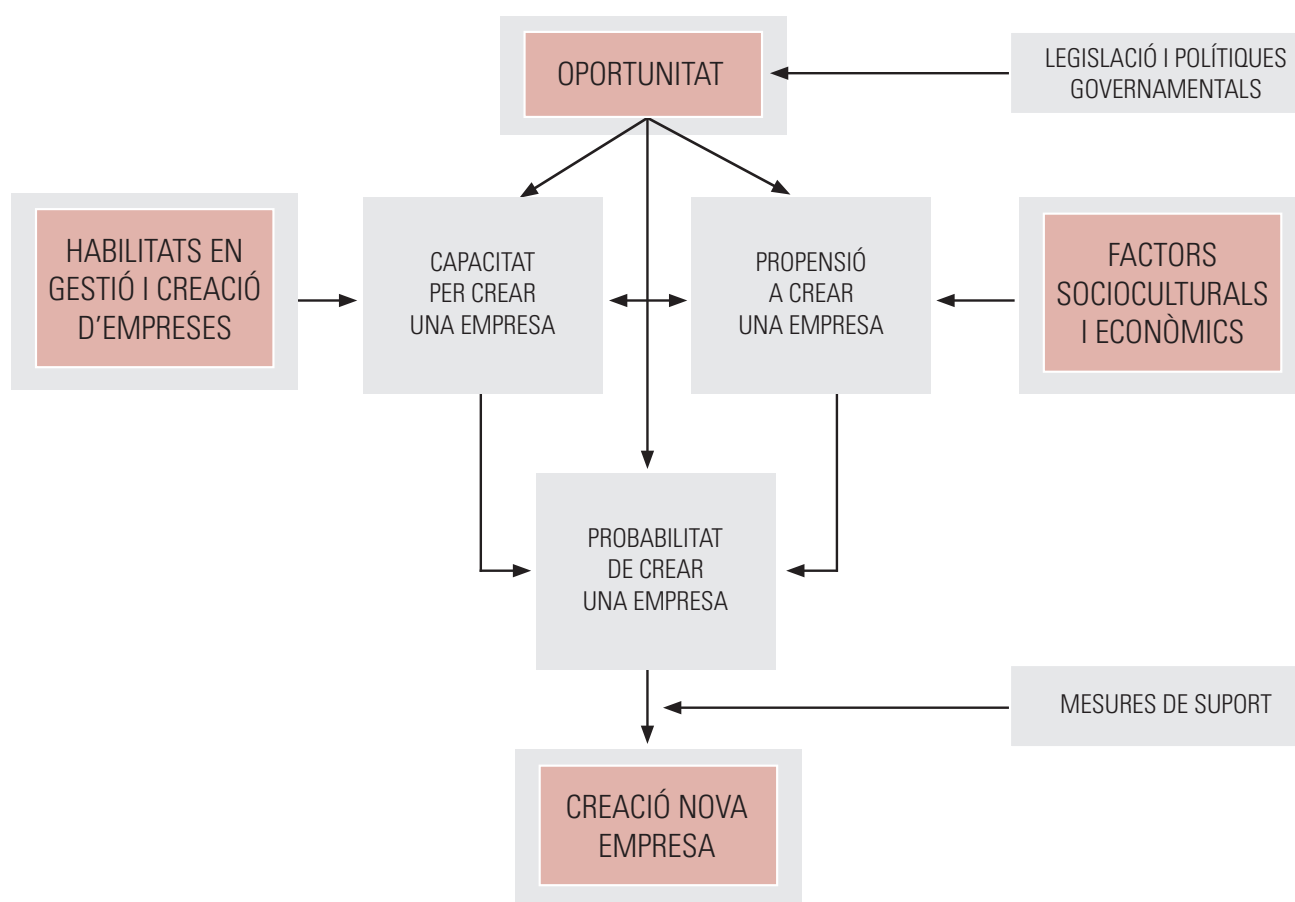 OPORTUNITAT
LEGISLACIÓ I POLÍTIQUES
GOVERNAMENTALS
HABILITATS EN
GESTIÓ I CREACIÓ
D'EMPRESES
CAPACITAT
PER CREAR
UNA EMPRESA
PROPENSIÓ
A CREAR
UNA EMPRESA
FACTORS
SOCIOCULTURALS
I ECONÒMICS
PROBABILITAT
DE CREAR
UNA EMPRESA
MESURES DE SUPORT
CREACIÓ NOVA
EMPRESA